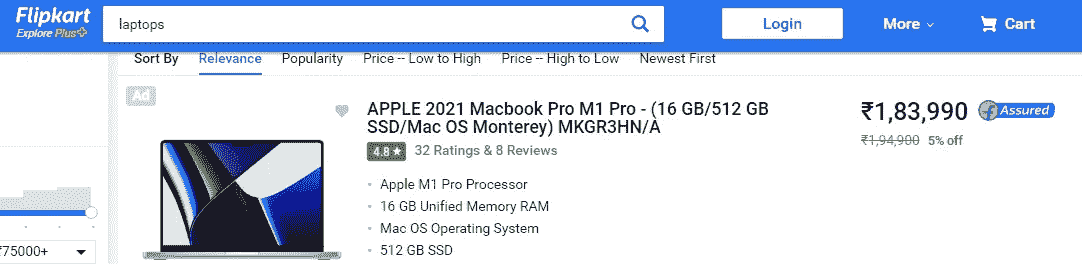 Flipkart
Explore Plus
laptops
Login
More
Cart
Sort By Relevance Popularity Price -- Low to High Price -- High to Low Newest First
Ad
APPLE 2021 Macbook Pro M1 Pro - (16 GB/512 GB
SSD/Mac OS Monterey) MKGR3HN/A
4.8★ 32 Ratings & 8 Reviews
• Apple M1 Pro Processor
• 16 GB Unified Memory RAM
• Mac OS Operating System
• 512 GB SSD
₹1,83,990 Assured
₹1,94,900 5% off
₹75000+